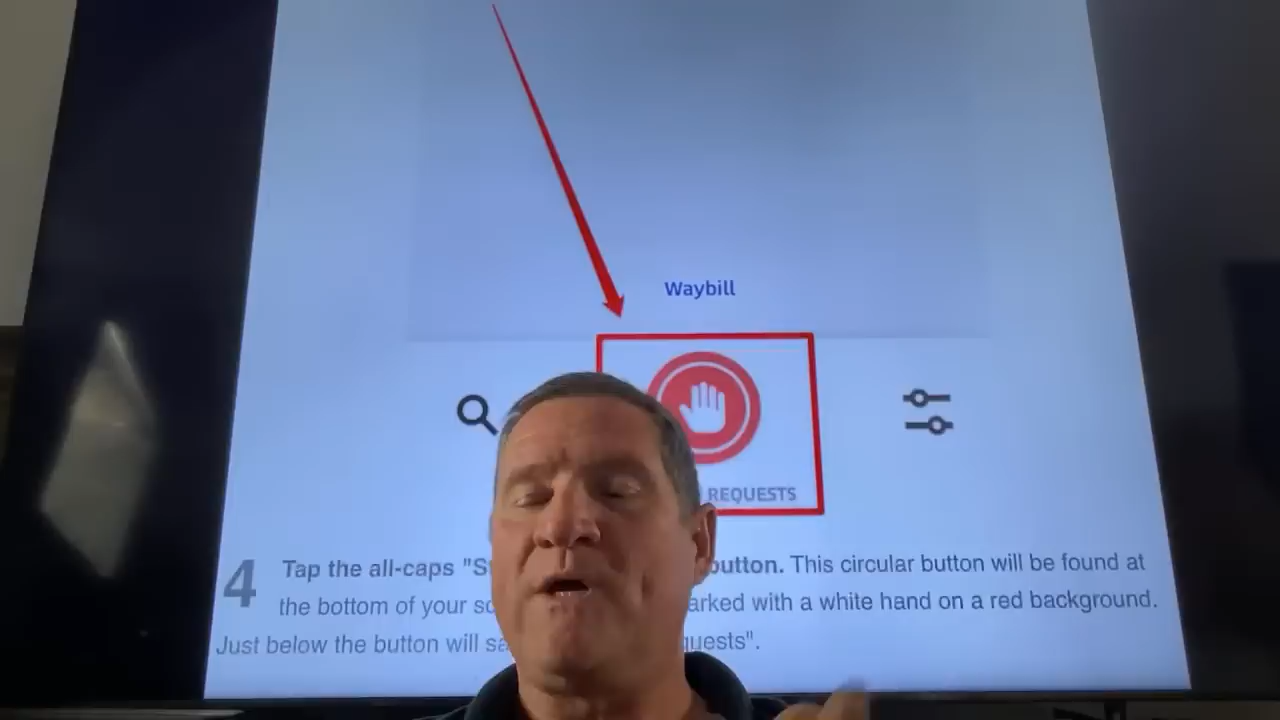 Waybill
REQUESTS
4 Tap the all-caps "S button. This circular button will be found at
the bottom of your sc arked with a white hand on a red background.
Just below the button will sa quests".